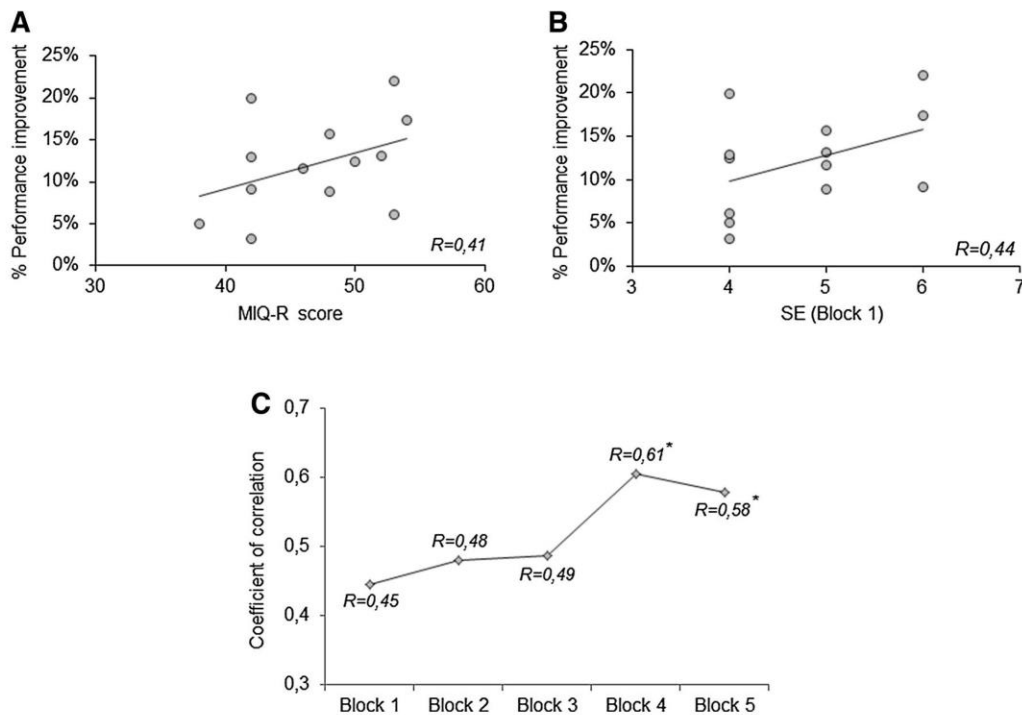 A
% Performance improvement
25%
20%
15%
10%
5%
0%
30
40
50
60
R=0,41
MIQ-R score
B
% Performance improvement
25%
20%
15%
10%
5%
0%
3
4
5
6
7
R=0,44
SE (Block 1)
C
Coefficient of correlation
0,7
0,6
0,5
0,4
0,3
R=0,45
R=0,48
R=0,49
R=0,61*
R=0,58*
Block 1
Block 2
Block 3
Block 4
Block 5